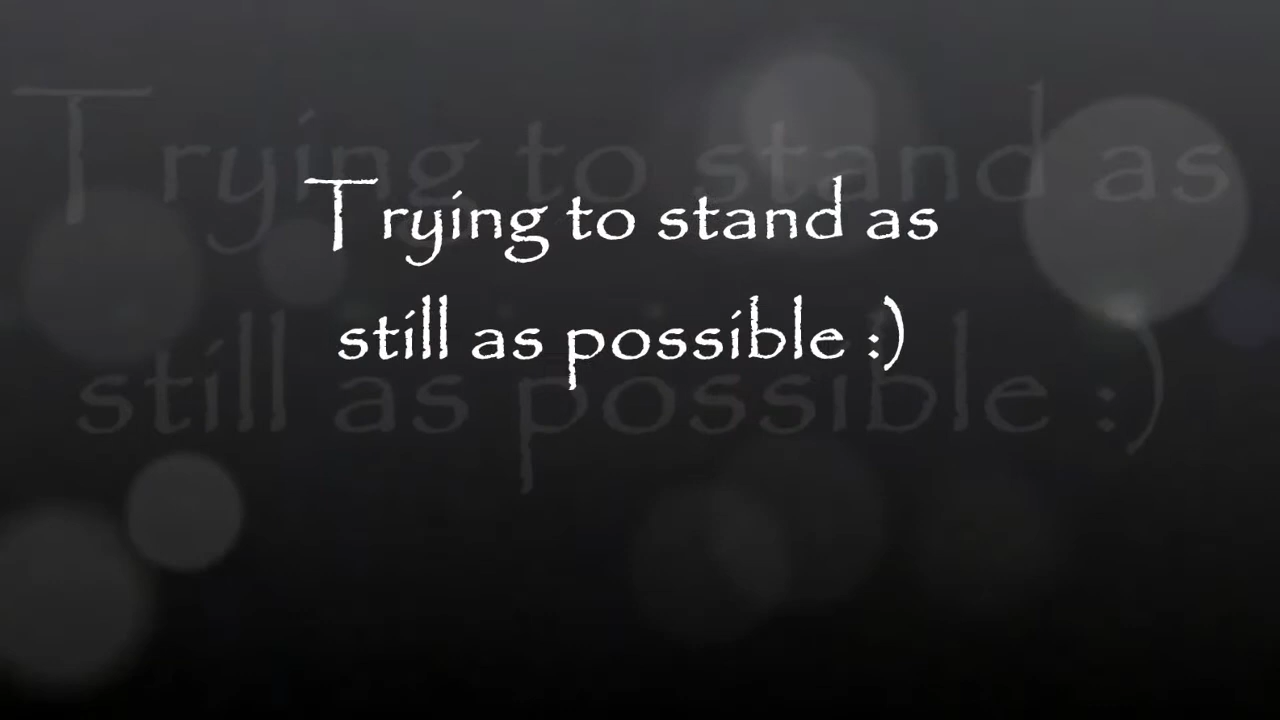 Trying to stand as
still as possible :)